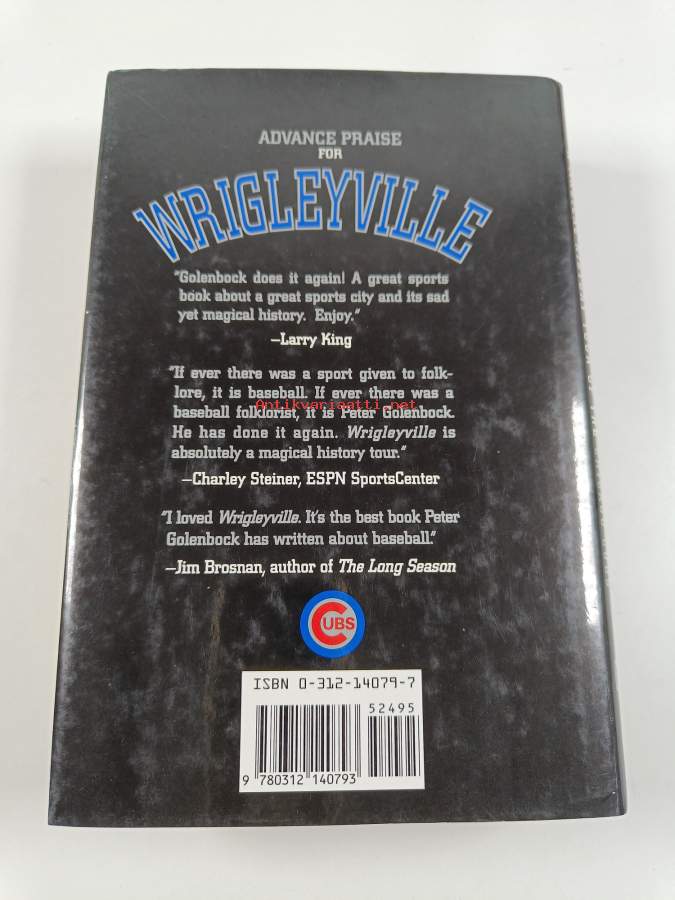 ADVANCE PRAISE
FOR
WRIGLEYVILLE
"Golenbock does it again! A great sports
book about a great sports city and its sad
yet magical history. Enjoy."
—Larry King
"If ever there was a sport given to folk-
lore, it is baseball. If ever there was a
Antikvariaatti.net
baseball folklorist, it is Peter Golenbock.
He has done it again. Wrigleyville is
absolutely a magical history tour."
—Charley Steiner, ESPN SportsCenter
"I loved Wrigleyville. It's the best book Peter
Golenbock has written about baseball."
—Jim Brosnan, author of The Long Season
CUBS
ISBN 0-312-14079-7
52495
9 780312 140793